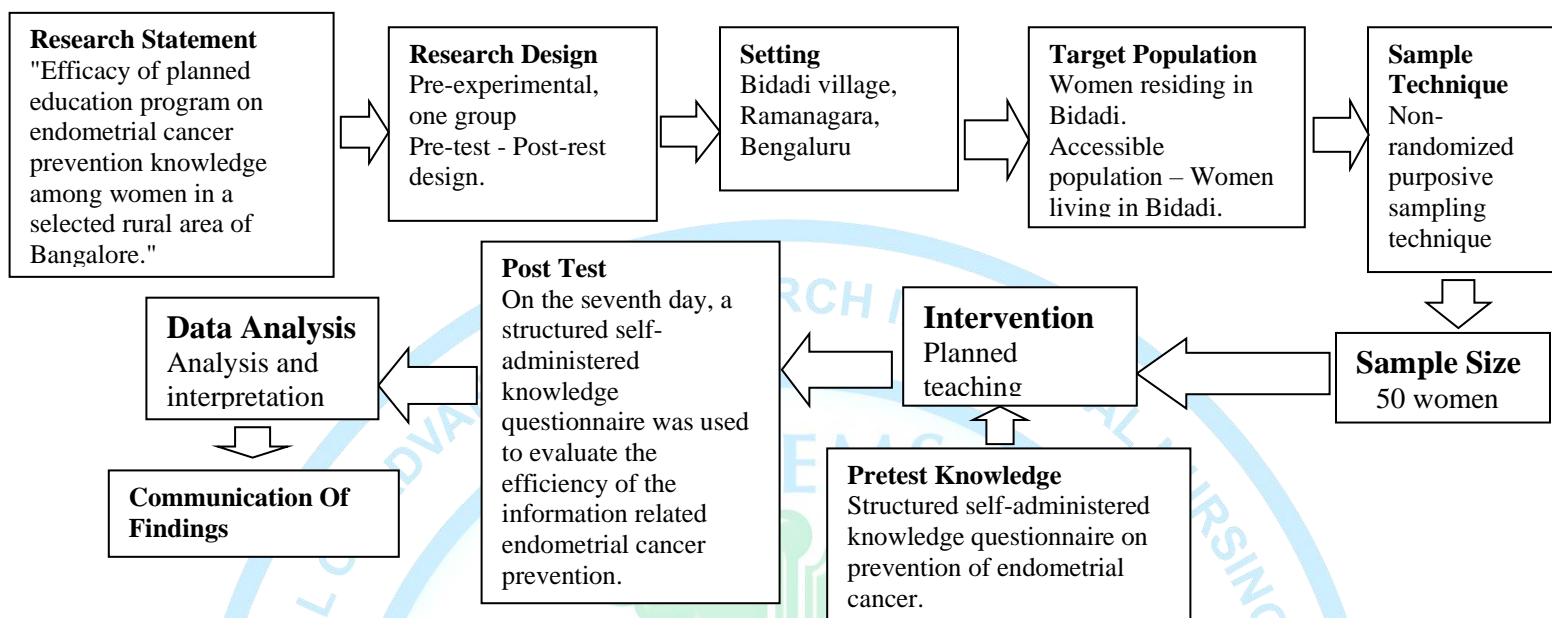 Research Statement
"Efficacy of planned
education program on
endometrial cancer
prevention knowledge
among women in a
selected rural area of
Bangalore."
Research Design
Pre-experimental,
one group
Pre-test - Post-rest
design.
Setting
Bidadi village,
Ramanagara,
Bengaluru
Target Population
Women residing in
Bidadi.
Accessible
population – Women
living in Bidadi.
Sample
Technique
Non-
randomized
purposive
sampling
technique
Sample Size
50 women
Intervention
Planned
teaching
Pretest Knowledge
Structured self-administered
knowledge questionnaire on
prevention of endometrial
cancer.
Post Test
On the seventh day, a
structured self-
administered
knowledge
questionnaire was used
to evaluate the
efficiency of the
information related
endometrial cancer
prevention.
Data Analysis
Analysis and
interpretation
Communication Of
Findings